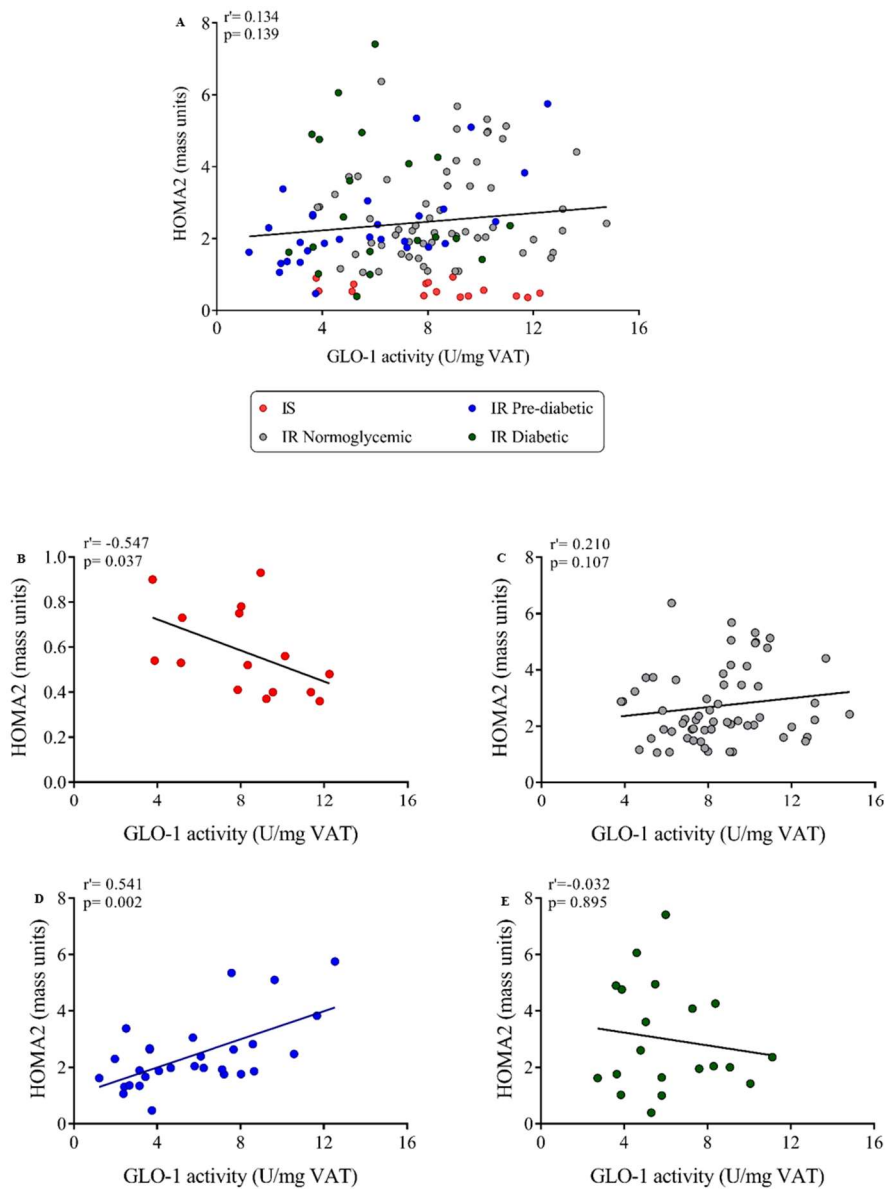 A
r'= 0.134
p= 0.139
HOMA2 (mass units)
8
6
4
2
0
4
8
12
16
GLO-1 activity (U/mg VAT)
IS
IR Pre-diabetic
IR Normoglycemic
IR Diabetic
B
r'= -0.547
p= 0.037
HOMA2 (mass units)
1.0
0.8
0.6
0.4
0.2
0.0
0
4
8
12
16
GLO-1 activity (U/mg VAT)
C
r'= 0.210
p= 0.107
HOMA2 (mass units)
8
6
4
2
0
0
4
8
12
16
GLO-1 activity (U/mg VAT)
D
r'= 0.541
p= 0.002
HOMA2 (mass units)
8
6
4
2
0
0
4
8
12
16
GLO-1 activity (U/mg VAT)
E
r'=-0.032
p= 0.895
HOMA2 (mass units)
8
6
4
2
0
0
4
8
12
16
GLO-1 activity (U/mg VAT)